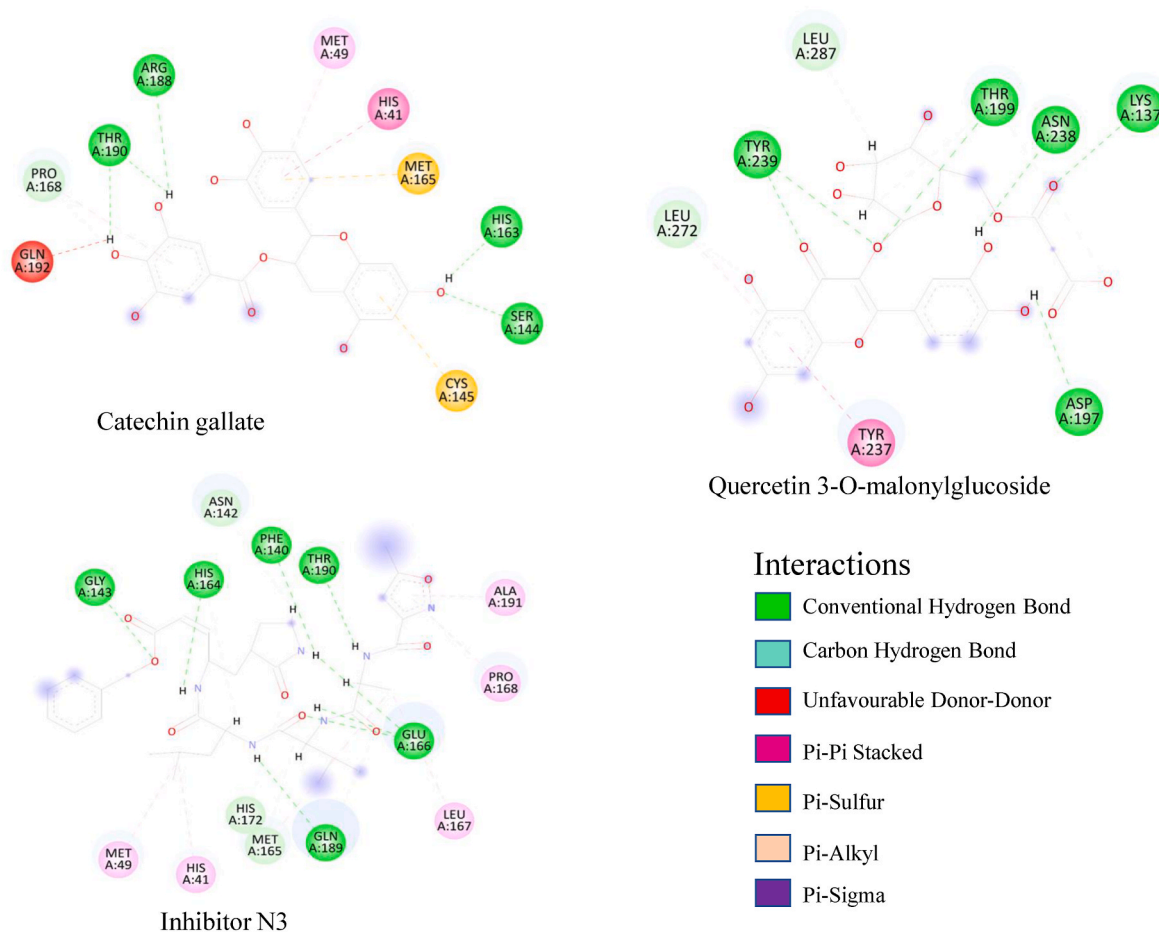 MET
A:49
ARG
A:188
HIS
A:41
THR
A:190
MET
A:165
PRO
A:168
HIS
A:163
GLN
A:192
SER
A:144
CYS
A:145
H
H
H
O
O
O
O
O
O
O
O
O
O
Catechin gallate
LEU
A:287
THR
A:199
LYS
A:137
ASN
A:238
TYR
A:239
LEU
A:272
ASP
A:197
TYR
A:237
O
H
O
O
H
O
O
O
O
H
O
O
O
O
H
O
O
O
O
O
Quercetin 3-O-malonylglucoside
ASN
A:142
PHE
A:140
THR
A:190
GLY
A:143
HIS
A:164
ALA
A:191
PRO
A:168
GLU
A:166
LEU
A:167
HIS
A:172
MET
A:165
GLN
A:189
MET
A:49
HIS
A:41
O
N
H
O
H
N
H
O
O
N
H
O
H
N
O
O
H
H
N
O
O
N
H
H
Inhibitor N3
Interactions
Conventional Hydrogen Bond
Carbon Hydrogen Bond
Unfavourable Donor-Donor
Pi-Pi Stacked
Pi-Sulfur
Pi-Alkyl
Pi-Sigma